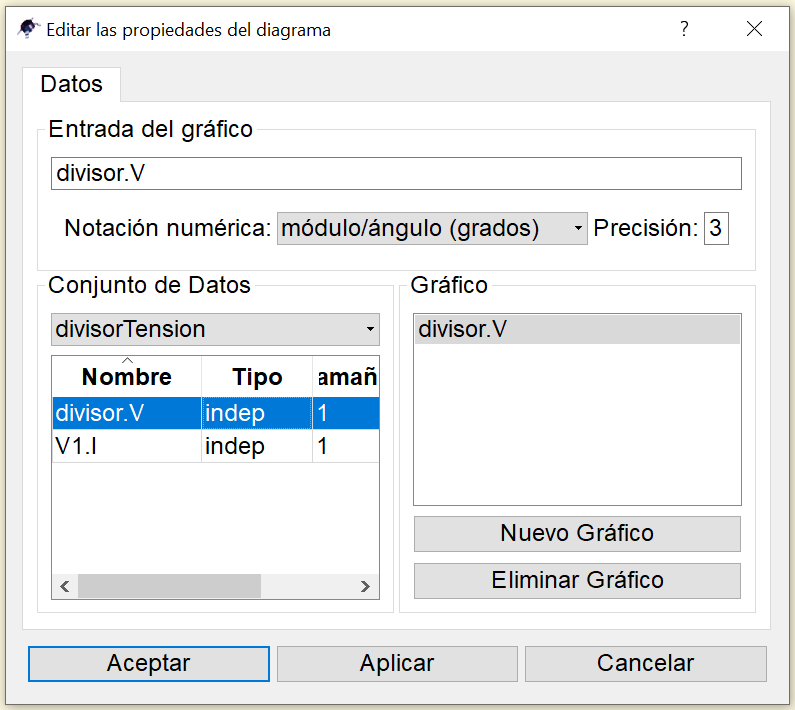 Editar las propiedades del diagrama ?
Datos
Entrada del gráfico
divisor.V
Notación numérica: módulo/ángulo (grados) Precisión: 3
Conjunto de Datos
divisorTension
Nombre Tipo amañ
divisor.V indep 1
V1.I indep 1
Gráfico
divisor.V
Nuevo Gráfico
Eliminar Gráfico
Aceptar Aplicar Cancelar